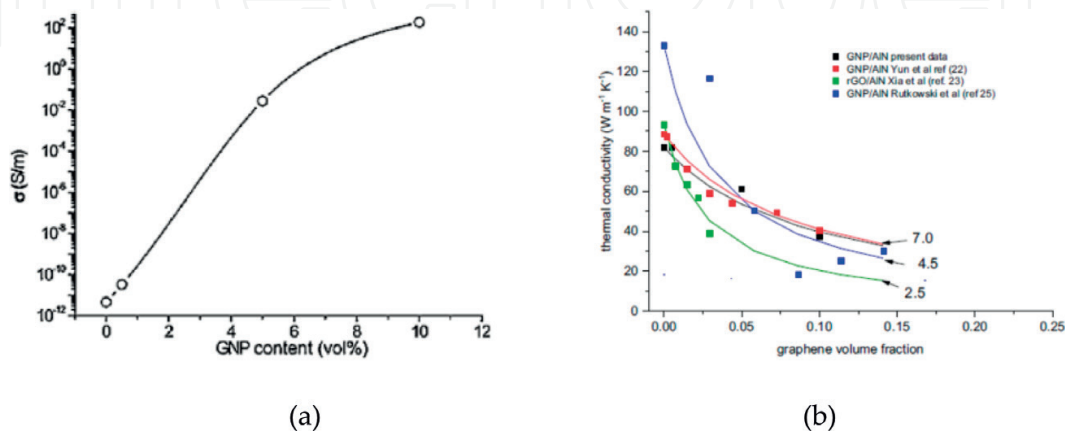 10²
10⁰
10⁻²
10⁻⁴
10⁻⁶
10⁻⁸
10⁻¹⁰
10⁻¹²
σ (S/m)
0 2 4 6 8 10 12
GNP content (vol%)
(a)
140
120
100
80
60
40
20
0
thermal conductivity (W m⁻¹ K⁻¹)
GNP/AlN present data
GNP/AlN Yun et al ref (22)
rGO/AlN Xia et al (ref. 23)
GNP/AlN Rutkowski et al (ref 25)
7.0
4.5
2.5
0.00 0.05 0.10 0.15 0.20 0.25
graphene volume fraction
(b)